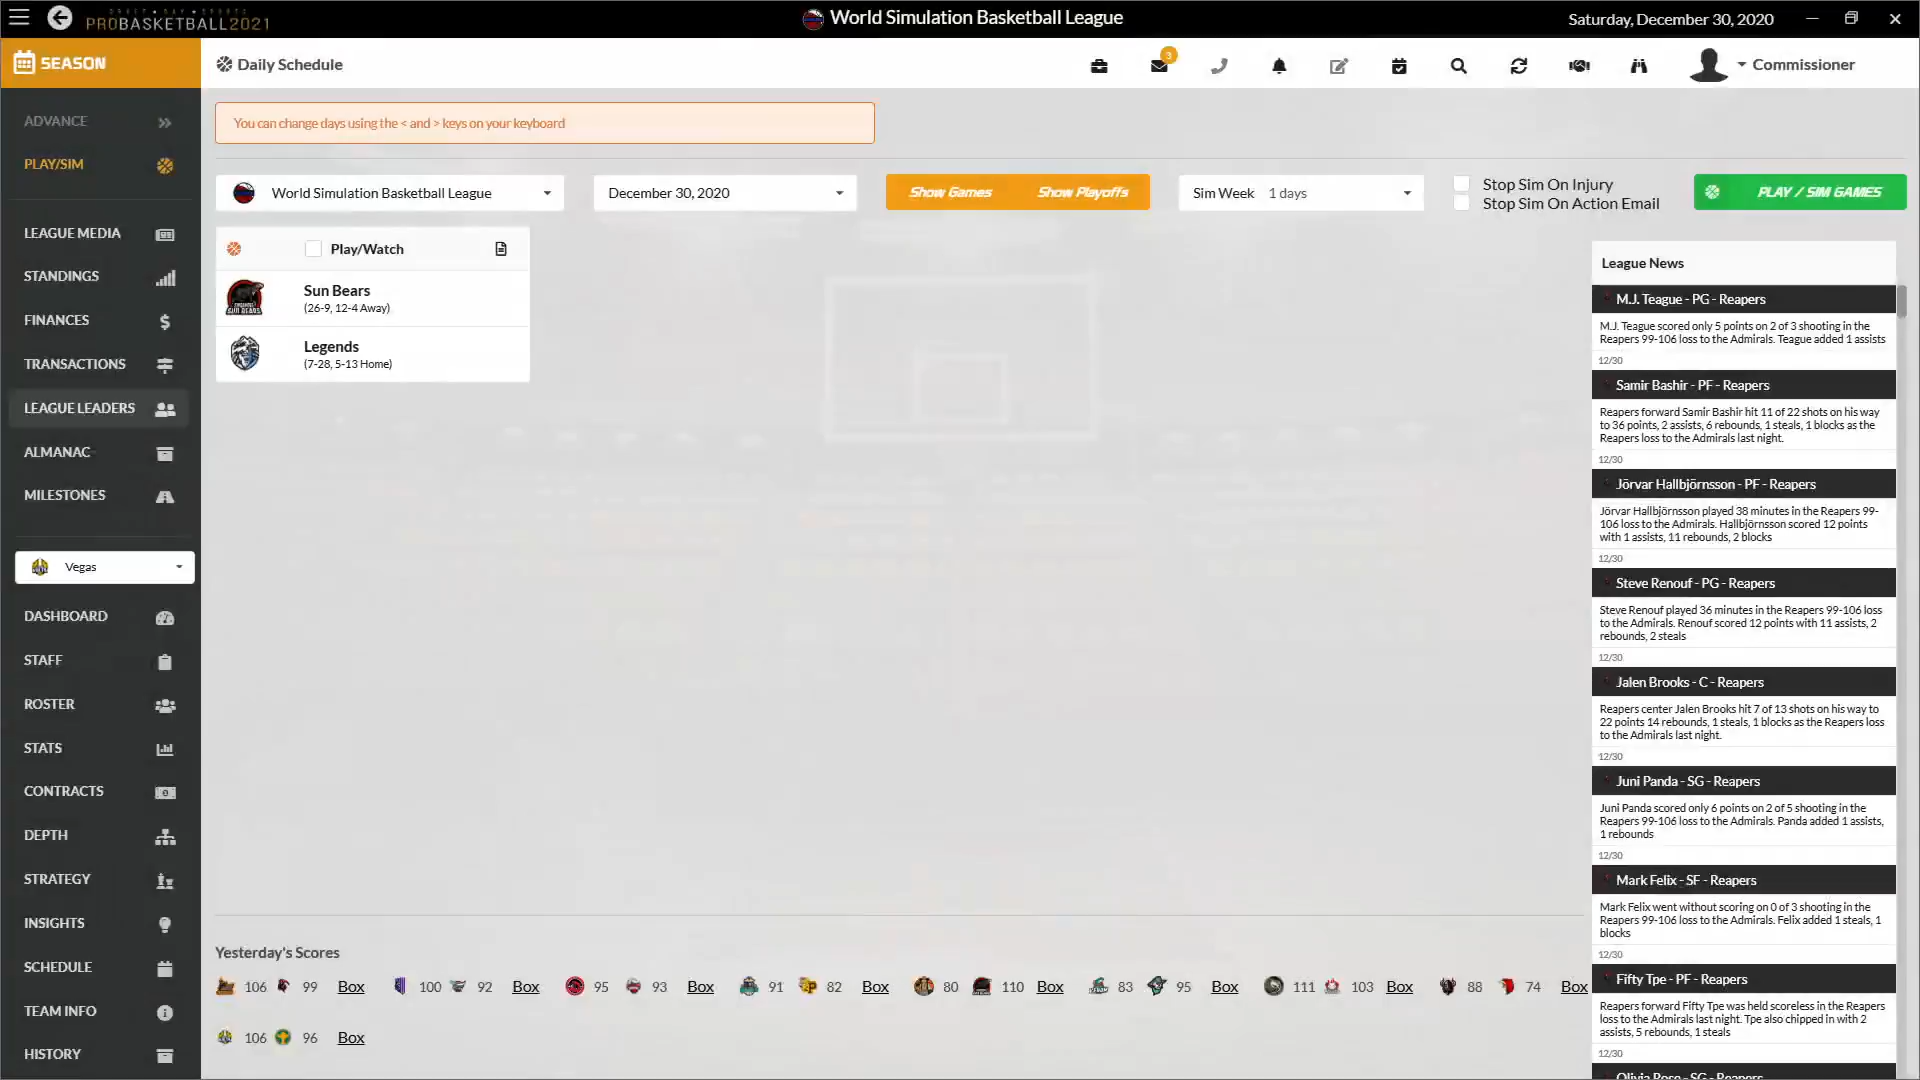 DRAFT DAY SPORTS
PROBASKETBALL2021
World Simulation Basketball League
Saturday, December 30, 2020
SEASON
Daily Schedule
3
Commissioner
ADVANCE
PLAY/SIM
LEAGUE MEDIA
STANDINGS
FINANCES
TRANSACTIONS
LEAGUE LEADERS
ALMANAC
MILESTONES
Vegas
DASHBOARD
STAFF
ROSTER
STATS
CONTRACTS
DEPTH
STRATEGY
INSIGHTS
SCHEDULE
TEAM INFO
HISTORY
You can change days using the < and > keys on your keyboard
World Simulation Basketball League
December 30, 2020
Show Games Show Playoffs
Sim Week 1 days
Stop Sim On Injury
Stop Sim On Action Email
PLAY / SIM GAMES
Play/Watch
Sun Bears
(26-9, 12-4 Away)
Legends
(7-28, 5-13 Home)
League News
M.J. Teague - PG - Reapers
M.J. Teague scored only 5 points on 2 of 3 shooting in the
Reapers 99-106 loss to the Admirals. Teague added 1 assists
12/30
Samir Bashir - PF - Reapers
Reapers forward Samir Bashir hit 11 of 22 shots on his way
to 36 points, 2 assists, 6 rebounds, 1 steals, 1 blocks as the
Reapers loss to the Admirals last night.
12/30
Jörvar Hallbjörnsson - PF - Reapers
Jörvar Hallbjörnsson played 38 minutes in the Reapers 99-
106 loss to the Admirals. Hallbjörnsson scored 12 points
with 1 assists, 11 rebounds, 2 blocks
12/30
Steve Renouf - PG - Reapers
Steve Renouf played 36 minutes in the Reapers 99-106 loss
to the Admirals. Renouf scored 12 points with 11 assists, 2
rebounds, 2 steals
12/30
Jalen Brooks - C - Reapers
Reapers center Jalen Brooks hit 7 of 13 shots on his way to
22 points 14 rebounds, 1 steals, 1 blocks as the Reapers loss
to the Admirals last night.
12/30
Juni Panda - SG - Reapers
Juni Panda scored only 6 points on 2 of 5 shooting in the
Reapers 99-106 loss to the Admirals. Panda added 1 assists,
1 rebounds
12/30
Mark Felix - SF - Reapers
Mark Felix went without scoring on 0 of 3 shooting in the
Reapers 99-106 loss to the Admirals. Felix added 1 steals, 1
blocks
12/30
Fifty Tpe - PF - Reapers
Reapers forward Fifty Tpe was held scoreless in the Reapers
loss to the Admirals last night. Tpe also chipped in with 2
assists, 5 rebounds, 1 steals
12/30
Olivia Rose - SG - Reapers
Yesterday's Scores
106 99 Box 100 92 Box 95 93 Box 91 82 Box 80 110 Box 83 95 Box 111 103 Box 88 74 Box
106 96 Box